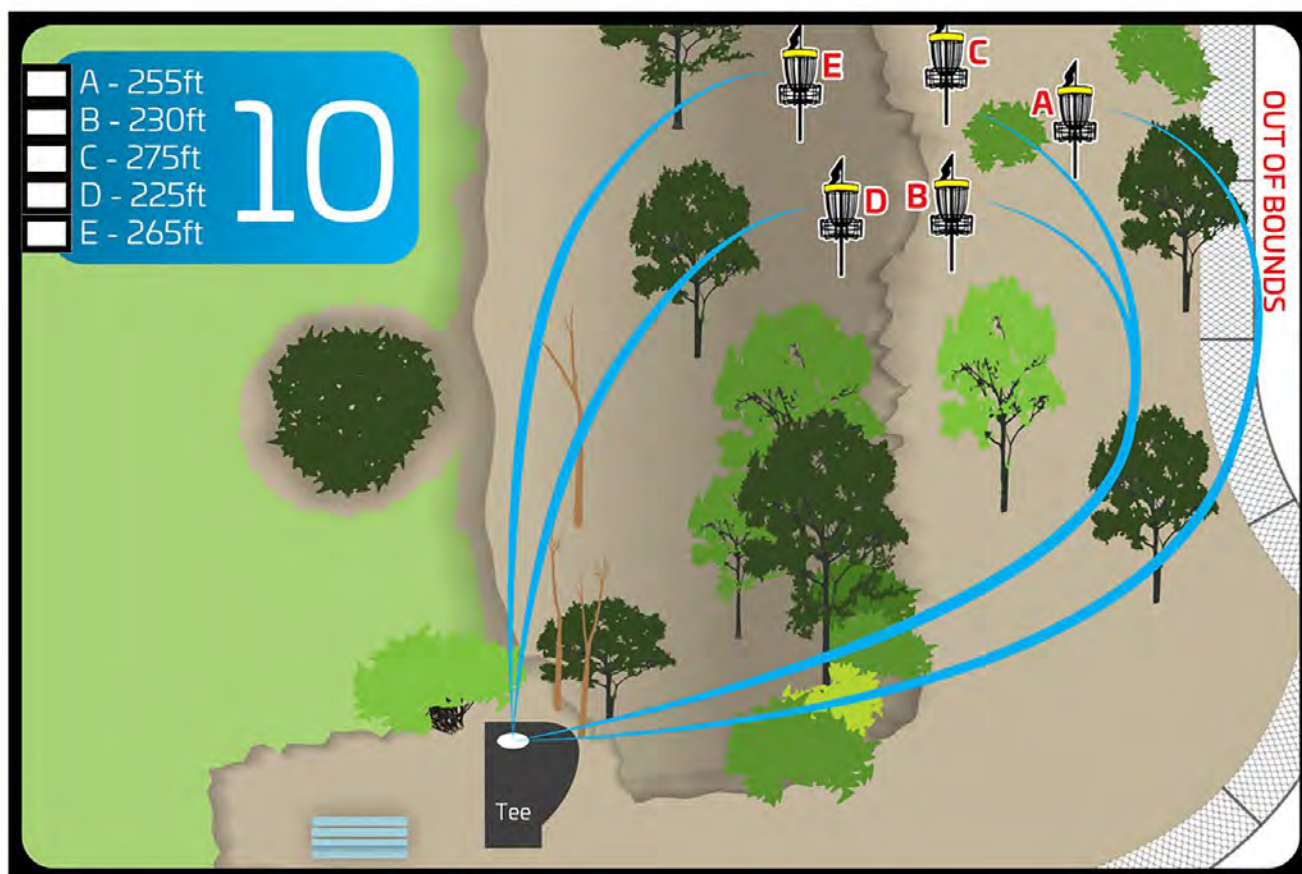 A - 255ft
B - 230ft
C - 275ft
D - 225ft
E - 265ft
10
E
C
A
D
B
OUT OF BOUNDS
Tee